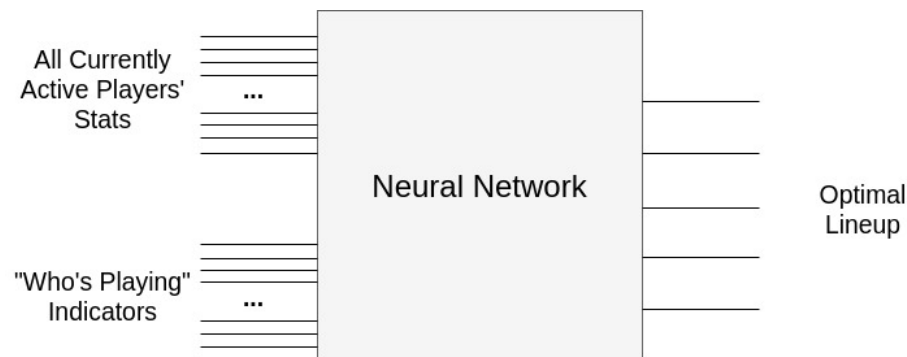 All Currently
Active Players'
Stats
...
Neural Network
Optimal
Lineup
"Who's Playing"
Indicators
...